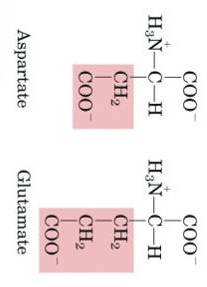 COO⁻
H₃N⁺—C—H
CH₂
COO⁻
Aspartate
COO⁻
H₃N⁺—C—H
CH₂
CH₂
COO⁻
Glutamate